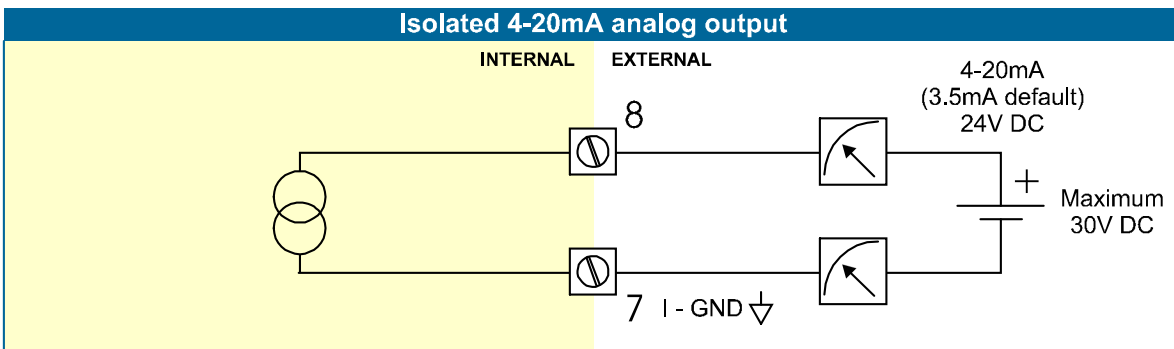 Isolated 4-20mA analog output
INTERNAL EXTERNAL
4-20mA
(3.5mA default)
24V DC
8
+
Maximum
30V DC
7 I - GND